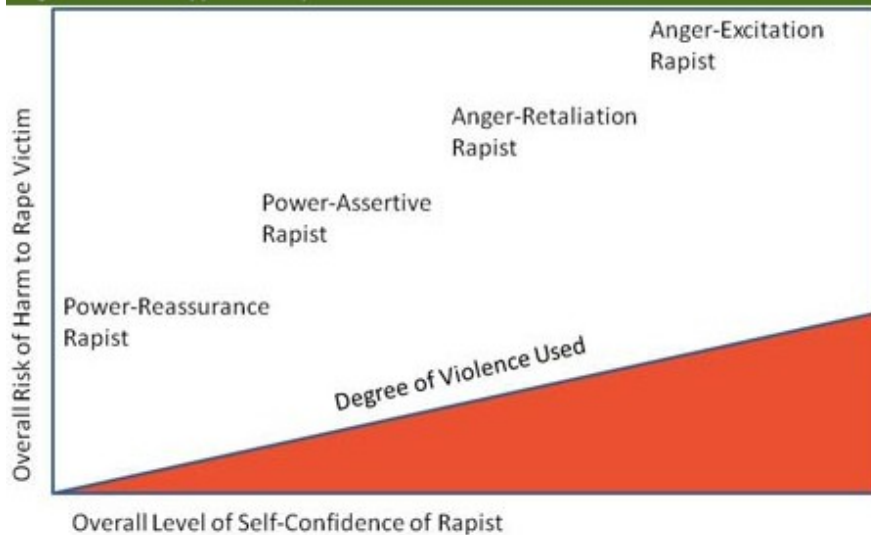 Anger-Excitation
Rapist
Anger-Retaliation
Rapist
Power-Assertive
Rapist
Power-Reassurance
Rapist
Degree of Violence Used
Overall Risk of Harm to Rape Victim
Overall Level of Self-Confidence of Rapist